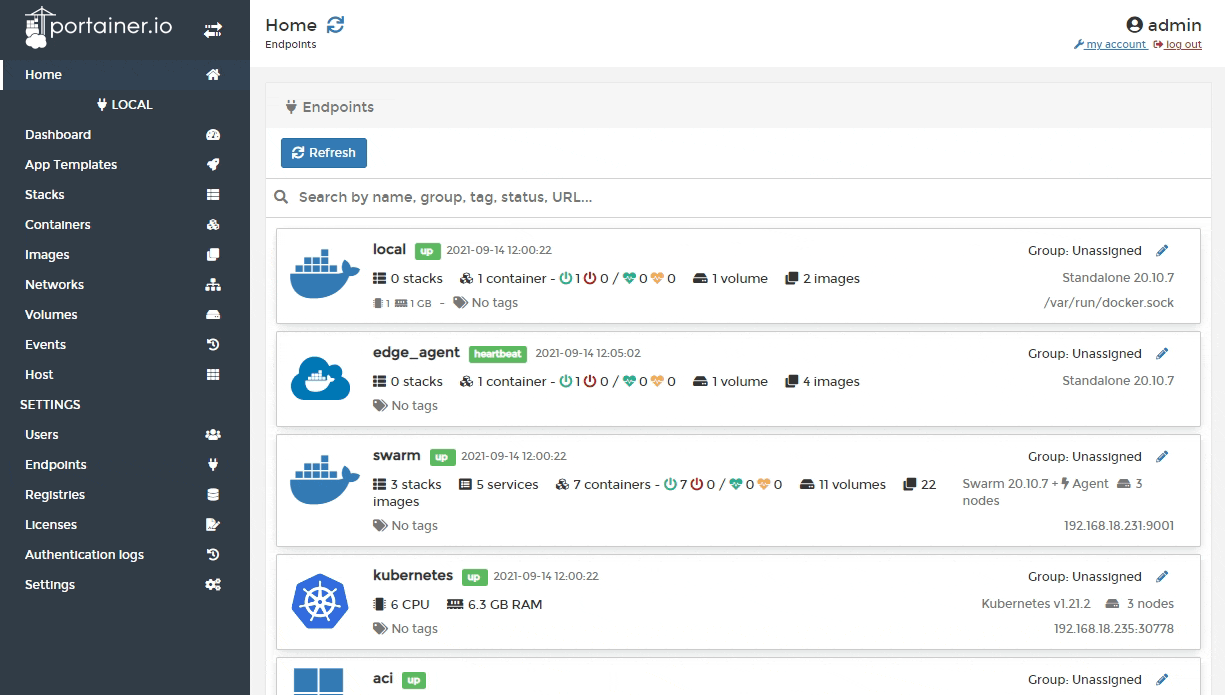 portainer.io
Home
LOCAL
Dashboard
App Templates
Stacks
Containers
Images
Networks
Volumes
Events
Host
SETTINGS
Users
Endpoints
Registries
Licenses
Authentication logs
Settings
Home
Endpoints
admin
my account log out
Endpoints
Refresh
Search by name, group, tag, status, URL...
local up 2021-09-14 12:00:22 Group: Unassigned
0 stacks 1 container - 1 0 / 0 0 1 volume 2 images Standalone 20.10.7
1 1 GB - No tags /var/run/docker.sock
edge_agent heartbeat 2021-09-14 12:05:02 Group: Unassigned
0 stacks 1 container - 1 0 / 0 0 1 volume 4 images Standalone 20.10.7
No tags
swarm up 2021-09-14 12:00:22 Group: Unassigned
3 stacks 5 services 7 containers - 7 0 / 0 0 11 volumes 22 Swarm 20.10.7 + Agent 3
images nodes
No tags 192.168.18.231:9001
kubernetes up 2021-09-14 12:00:22 Group: Unassigned
6 CPU 6.3 GB RAM Kubernetes v1.21.2 3 nodes
No tags 192.168.18.235:30778
aci up Group: Unassigned